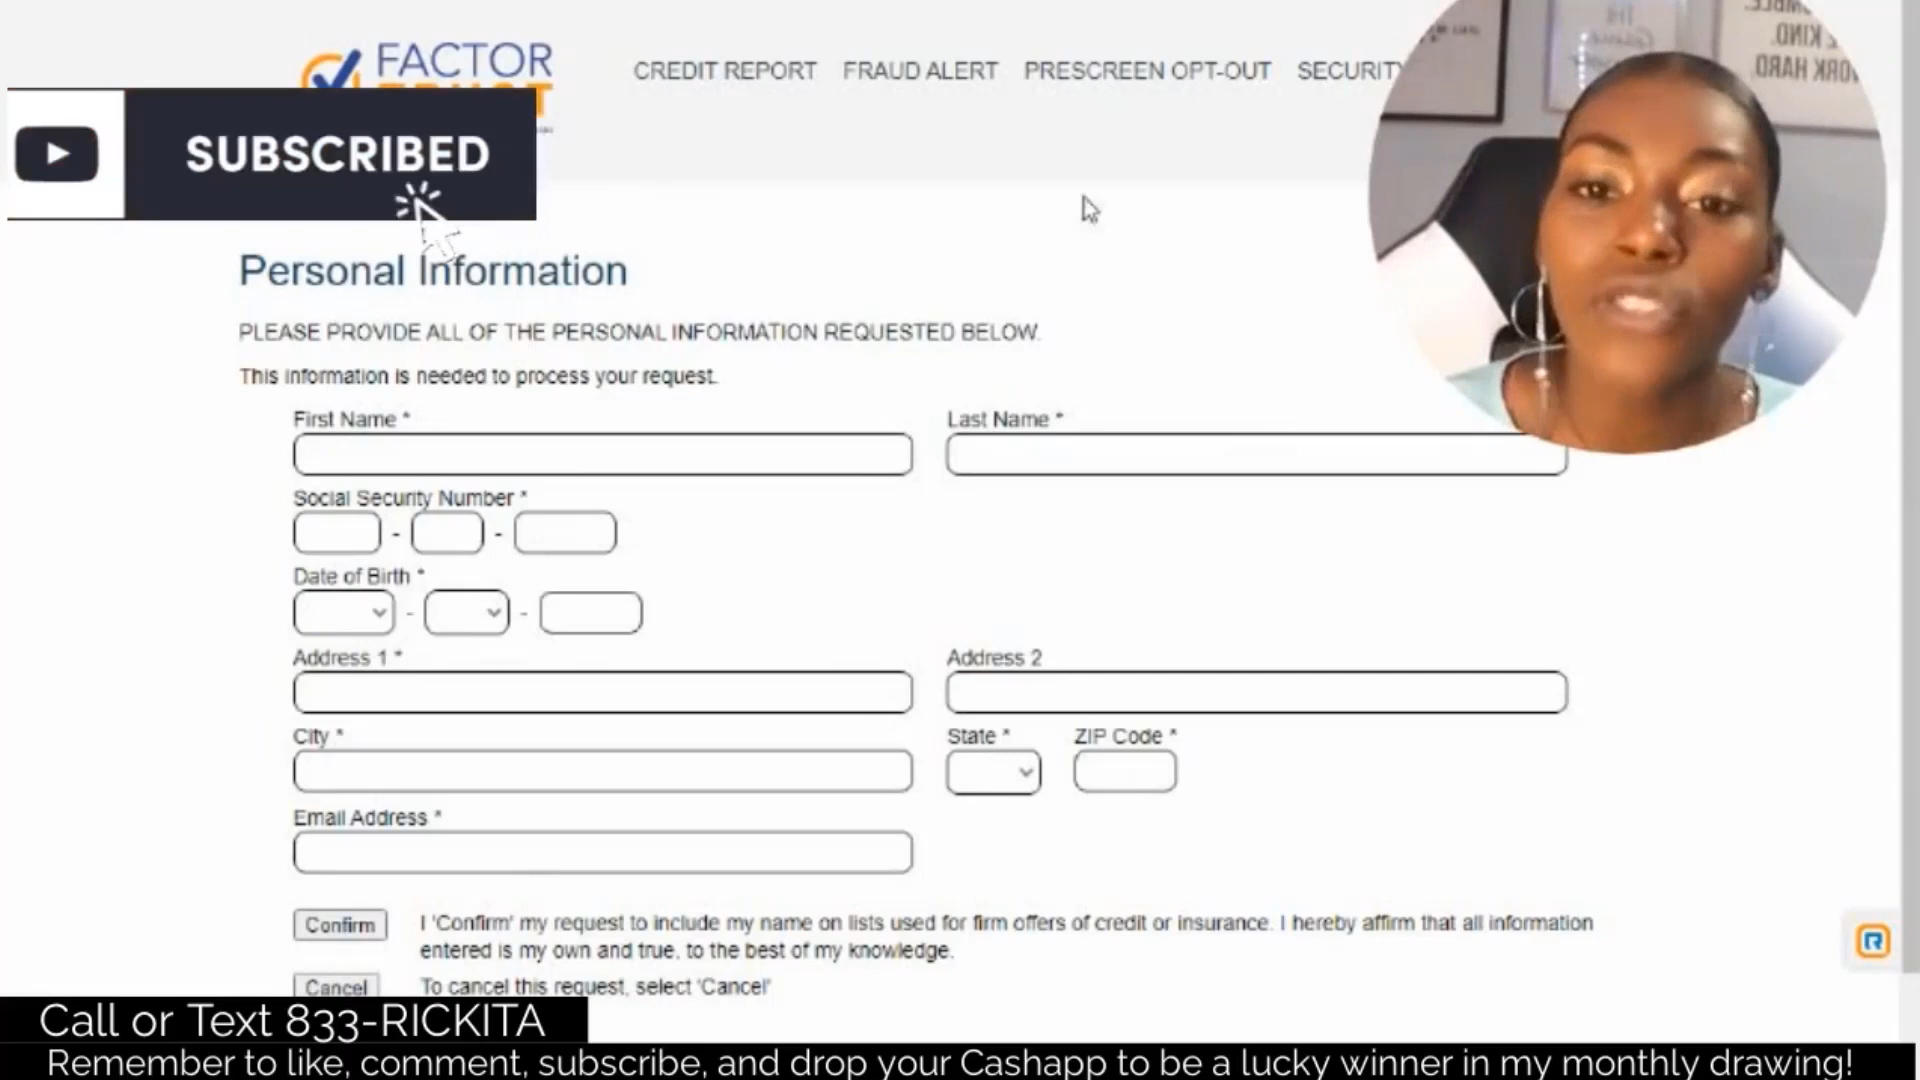 FACTOR
CREDIT REPORT FRAUD ALERT PRESCREEN OPT-OUT SECURITY
SUBSCRIBED
Personal Information
PLEASE PROVIDE ALL OF THE PERSONAL INFORMATION REQUESTED BELOW.
This information is needed to process your request.
First Name * Last Name *
Social Security Number *
- -
Date of Birth *
- -
Address 1 * Address 2
City * State * ZIP Code *
Email Address *
Confirm I 'Confirm' my request to include my name on lists used for firm offers of credit or insurance. I hereby affirm that all information
entered is my own and true, to the best of my knowledge.
Cancel To cancel this request, select 'Cancel'
Call or Text 833-RICKITA
Remember to like, comment, subscribe, and drop your Cashapp to be a lucky winner in my monthly drawing!